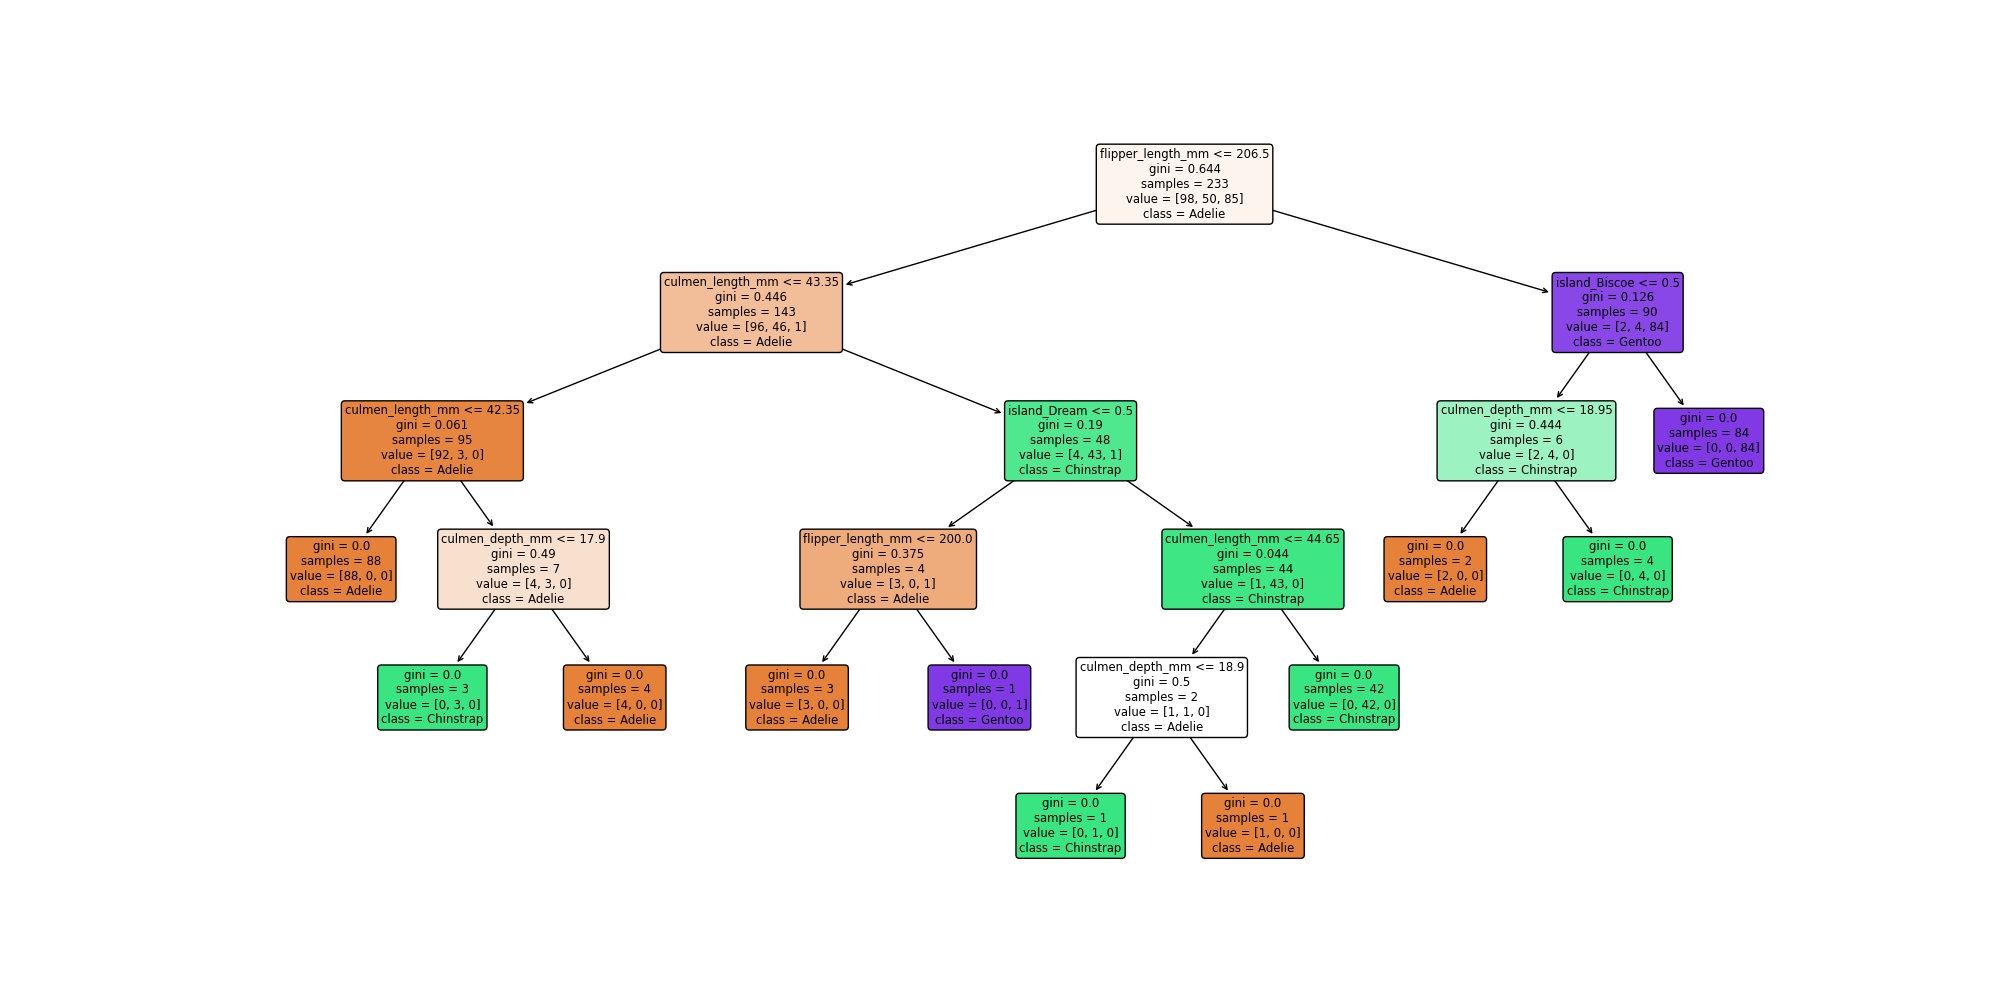 flipper_length_mm <= 206.5
gini = 0.644
samples = 233
value = [98, 50, 85]
class = Adelie
culmen_length_mm <= 43.35
gini = 0.446
samples = 143
value = [96, 46, 1]
class = Adelie
island_Biscoe <= 0.5
gini = 0.126
samples = 90
value = [2, 4, 84]
class = Gentoo
culmen_length_mm <= 42.35
gini = 0.061
samples = 95
value = [92, 3, 0]
class = Adelie
island_Dream <= 0.5
gini = 0.19
samples = 48
value = [4, 43, 1]
class = Chinstrap
culmen_depth_mm <= 18.95
gini = 0.444
samples = 6
value = [2, 4, 0]
class = Chinstrap
gini = 0.0
samples = 84
value = [0, 0, 84]
class = Gentoo
gini = 0.0
samples = 88
value = [88, 0, 0]
class = Adelie
culmen_depth_mm <= 17.9
gini = 0.49
samples = 7
value = [4, 3, 0]
class = Adelie
flipper_length_mm <= 200.0
gini = 0.375
samples = 4
value = [3, 0, 1]
class = Adelie
culmen_length_mm <= 44.65
gini = 0.044
samples = 44
value = [1, 43, 0]
class = Chinstrap
gini = 0.0
samples = 2
value = [2, 0, 0]
class = Adelie
gini = 0.0
samples = 4
value = [0, 4, 0]
class = Chinstrap
gini = 0.0
samples = 3
value = [0, 3, 0]
class = Chinstrap
gini = 0.0
samples = 4
value = [4, 0, 0]
class = Adelie
gini = 0.0
samples = 3
value = [3, 0, 0]
class = Adelie
gini = 0.0
samples = 1
value = [0, 0, 1]
class = Gentoo
culmen_depth_mm <= 18.9
gini = 0.5
samples = 2
value = [1, 1, 0]
class = Adelie
gini = 0.0
samples = 42
value = [0, 42, 0]
class = Chinstrap
gini = 0.0
samples = 1
value = [0, 1, 0]
class = Chinstrap
gini = 0.0
samples = 1
value = [1, 0, 0]
class = Adelie